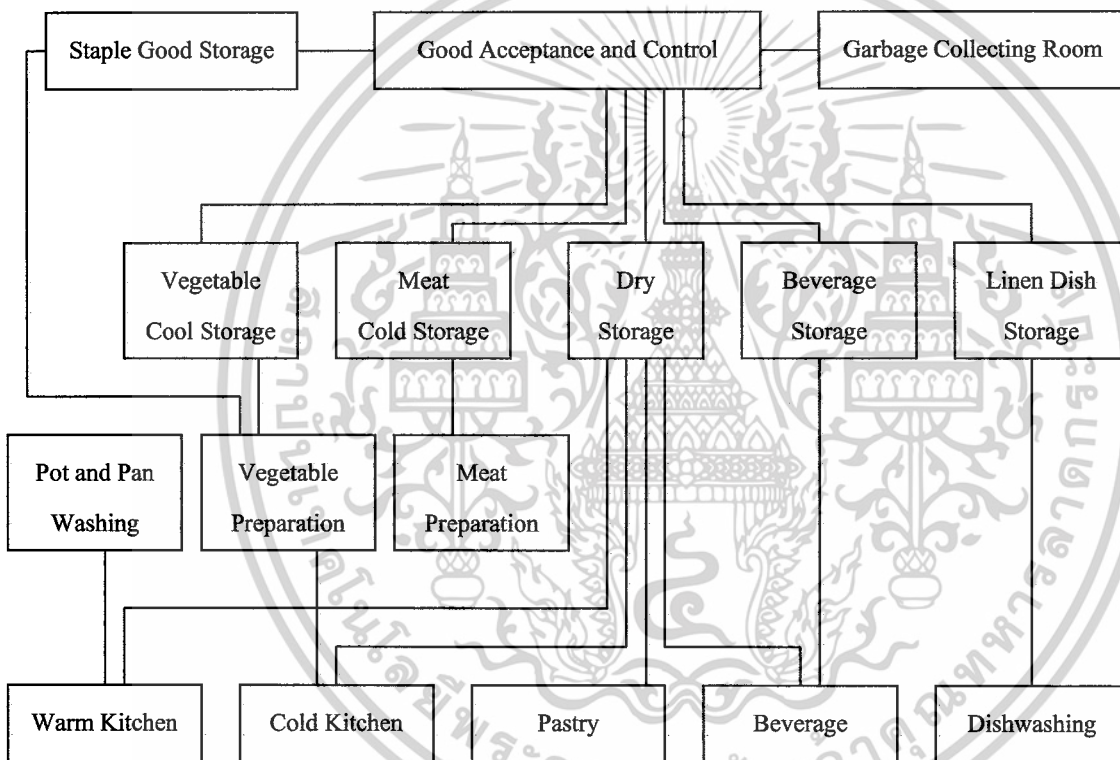 Staple Good Storage
Good Acceptance and Control
Garbage Collecting Room
Vegetable
Cool Storage
Meat
Cold Storage
Dry
Storage
Beverage
Storage
Linen Dish
Storage
Pot and Pan
Washing
Vegetable
Preparation
Meat
Preparation
Warm Kitchen
Cold Kitchen
Pastry
Beverage
Dishwashing